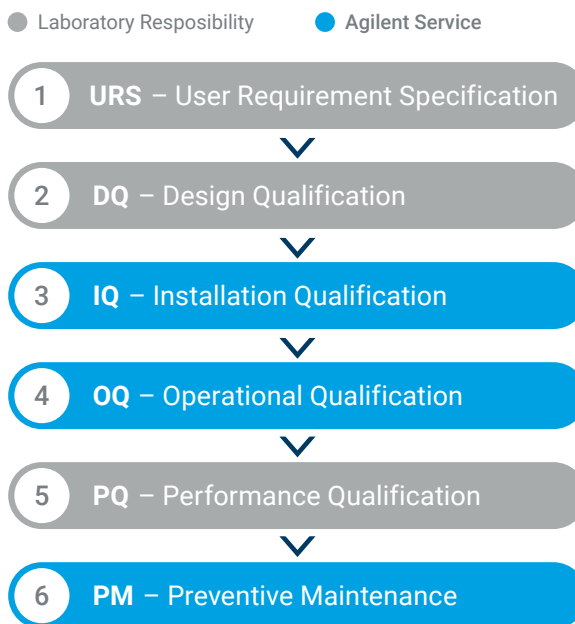 Laboratory Resposibility
Agilent Service
1 URS – User Requirement Specification
2 DQ – Design Qualification
3 IQ – Installation Qualification
4 OQ – Operational Qualification
5 PQ – Performance Qualification
6 PM – Preventive Maintenance